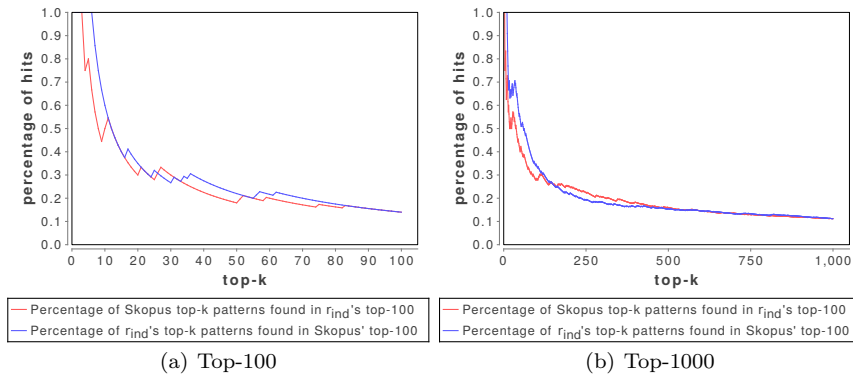 percentage of hits
1.0
0.9
0.8
0.7
0.6
0.5
0.4
0.3
0.2
0.1
0.0
0 10 20 30 40 50 60 70 80 90 100
top-k
Percentage of Skopus top-k patterns found in rind's top-100
Percentage of rind's top-k patterns found in Skopus' top-100
(a) Top-100
percentage of hits
1.0
0.9
0.8
0.7
0.6
0.5
0.4
0.3
0.2
0.1
0.0
0 250 500 750 1,000
top-k
Percentage of Skopus top-k patterns found in rind's top-100
Percentage of rind's top-k patterns found in Skopus' top-100
(b) Top-1000